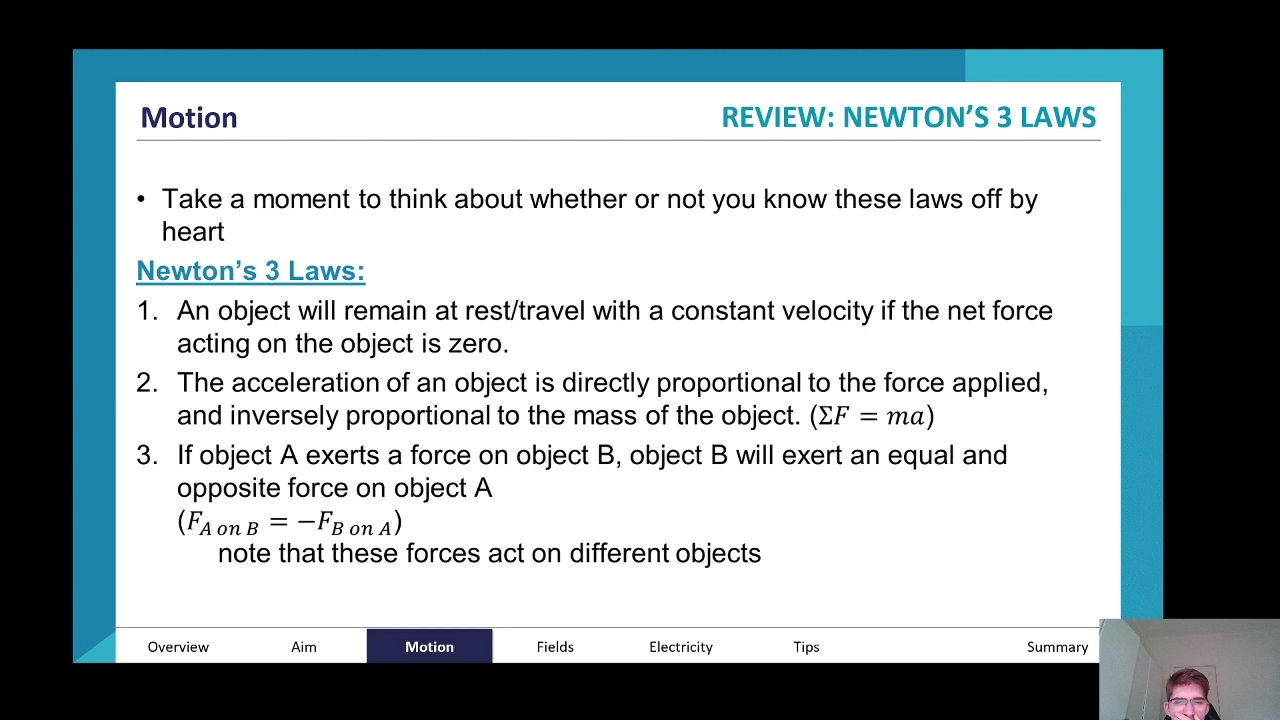 Motion
REVIEW: NEWTON’S 3 LAWS
• Take a moment to think about whether or not you know these laws off by
heart
Newton’s 3 Laws:
1. An object will remain at rest/travel with a constant velocity if the net force
acting on the object is zero.
2. The acceleration of an object is directly proportional to the force applied,
and inversely proportional to the mass of the object. (Σ𝐹 = 𝑚𝑎)
3. If object A exerts a force on object B, object B will exert an equal and
opposite force on object A
(𝐹_{𝐴 𝑜𝑛 𝐵} = −𝐹_{𝐵 𝑜𝑛 𝐴})
note that these forces act on different objects
Overview Aim Motion Fields Electricity Tips Summary